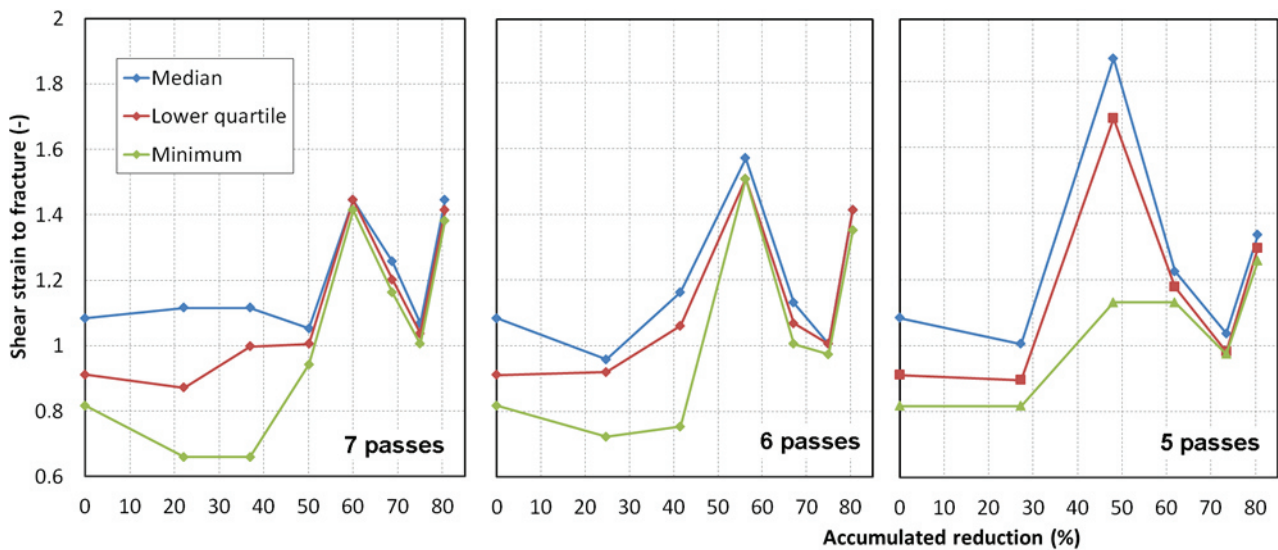 2
1.8
1.6
1.4
1.2
1
0.8
0.6
Shear strain to fracture (-)
Median
Lower quartile
Minimum
7 passes
6 passes
5 passes
0 10 20 30 40 50 60 70 80
0 10 20 30 40 50 60 70 80
0 10 20 30 40 50 60 70 80
Accumulated reduction (%)